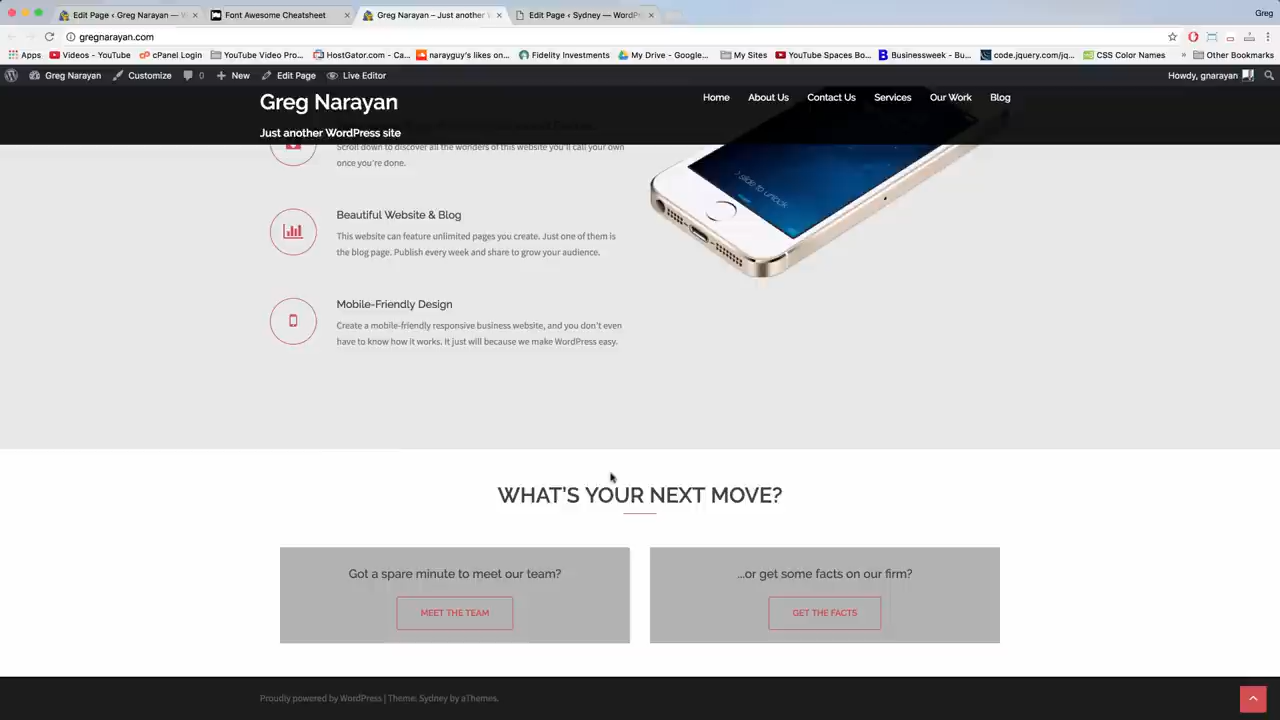 Edit Page ‹ Greg Narayan — W
Font Awesome Cheatsheet
Greg Narayan – Just another
Edit Page ‹ Sydney — WordP
Greg
gregnarayan.com
Apps
Videos - YouTube
cPanel Login
YouTube Video Pro...
HostGator.com - Ca...
narayguy's likes on...
Fidelity Investments
My Drive - Google...
My Sites
YouTube Spaces Bo...
Businessweek - Bu...
code.jquery.com/jq...
CSS Color Names
»
Other Bookmarks
Greg Narayan
Customize
0
New
Edit Page
Live Editor
Howdy, gnarayan
Greg Narayan
Just another WordPress site
Home
About Us
Contact Us
Services
Our Work
Blog
Scroll down to discover all the wonders of this website you'll call your own
once you're done.
slide to unlock
Beautiful Website & Blog
This website can feature unlimited pages you create. Just one of them is
the blog page. Publish every week and share to grow your audience.
Mobile-Friendly Design
Create a mobile-friendly responsive business website, and you don't even
have to know how it works. It just will because we make WordPress easy.
WHAT'S YOUR NEXT MOVE?
Got a spare minute to meet our team?
MEET THE TEAM
...or get some facts on our firm?
GET THE FACTS
Proudly powered by WordPress | Theme: Sydney by aThemes.